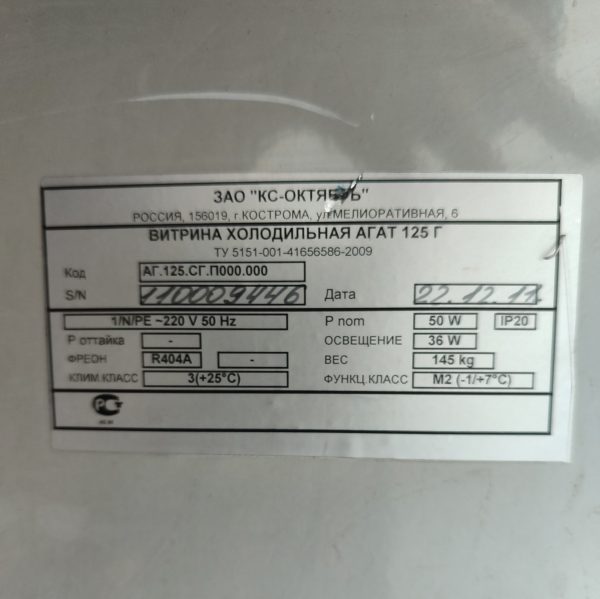 ЗАО "КС-ОКТЯБРЬ"
РОССИЯ, 156019, г. КОСТРОМА, ул МЕЛИОРАТИВНАЯ, 6
ВИТРИНА ХОЛОДИЛЬНАЯ АГАТ 125 Г
ТУ 5151-001-41656586-2009
Код АГ.125.СГ.П000.000
S/N 110009446 Дата 22.12.11
1/N/PE ~220 V 50 Hz P nom 50 W IP20
Р оттайка - ОСВЕЩЕНИЕ 36 W
ФРЕОН R404A - ВЕС 145 kg
КЛИМ.КЛАСС 3(+25°C) ФУНКЦ.КЛАСС M2 (-1/+7°C)
РСТ